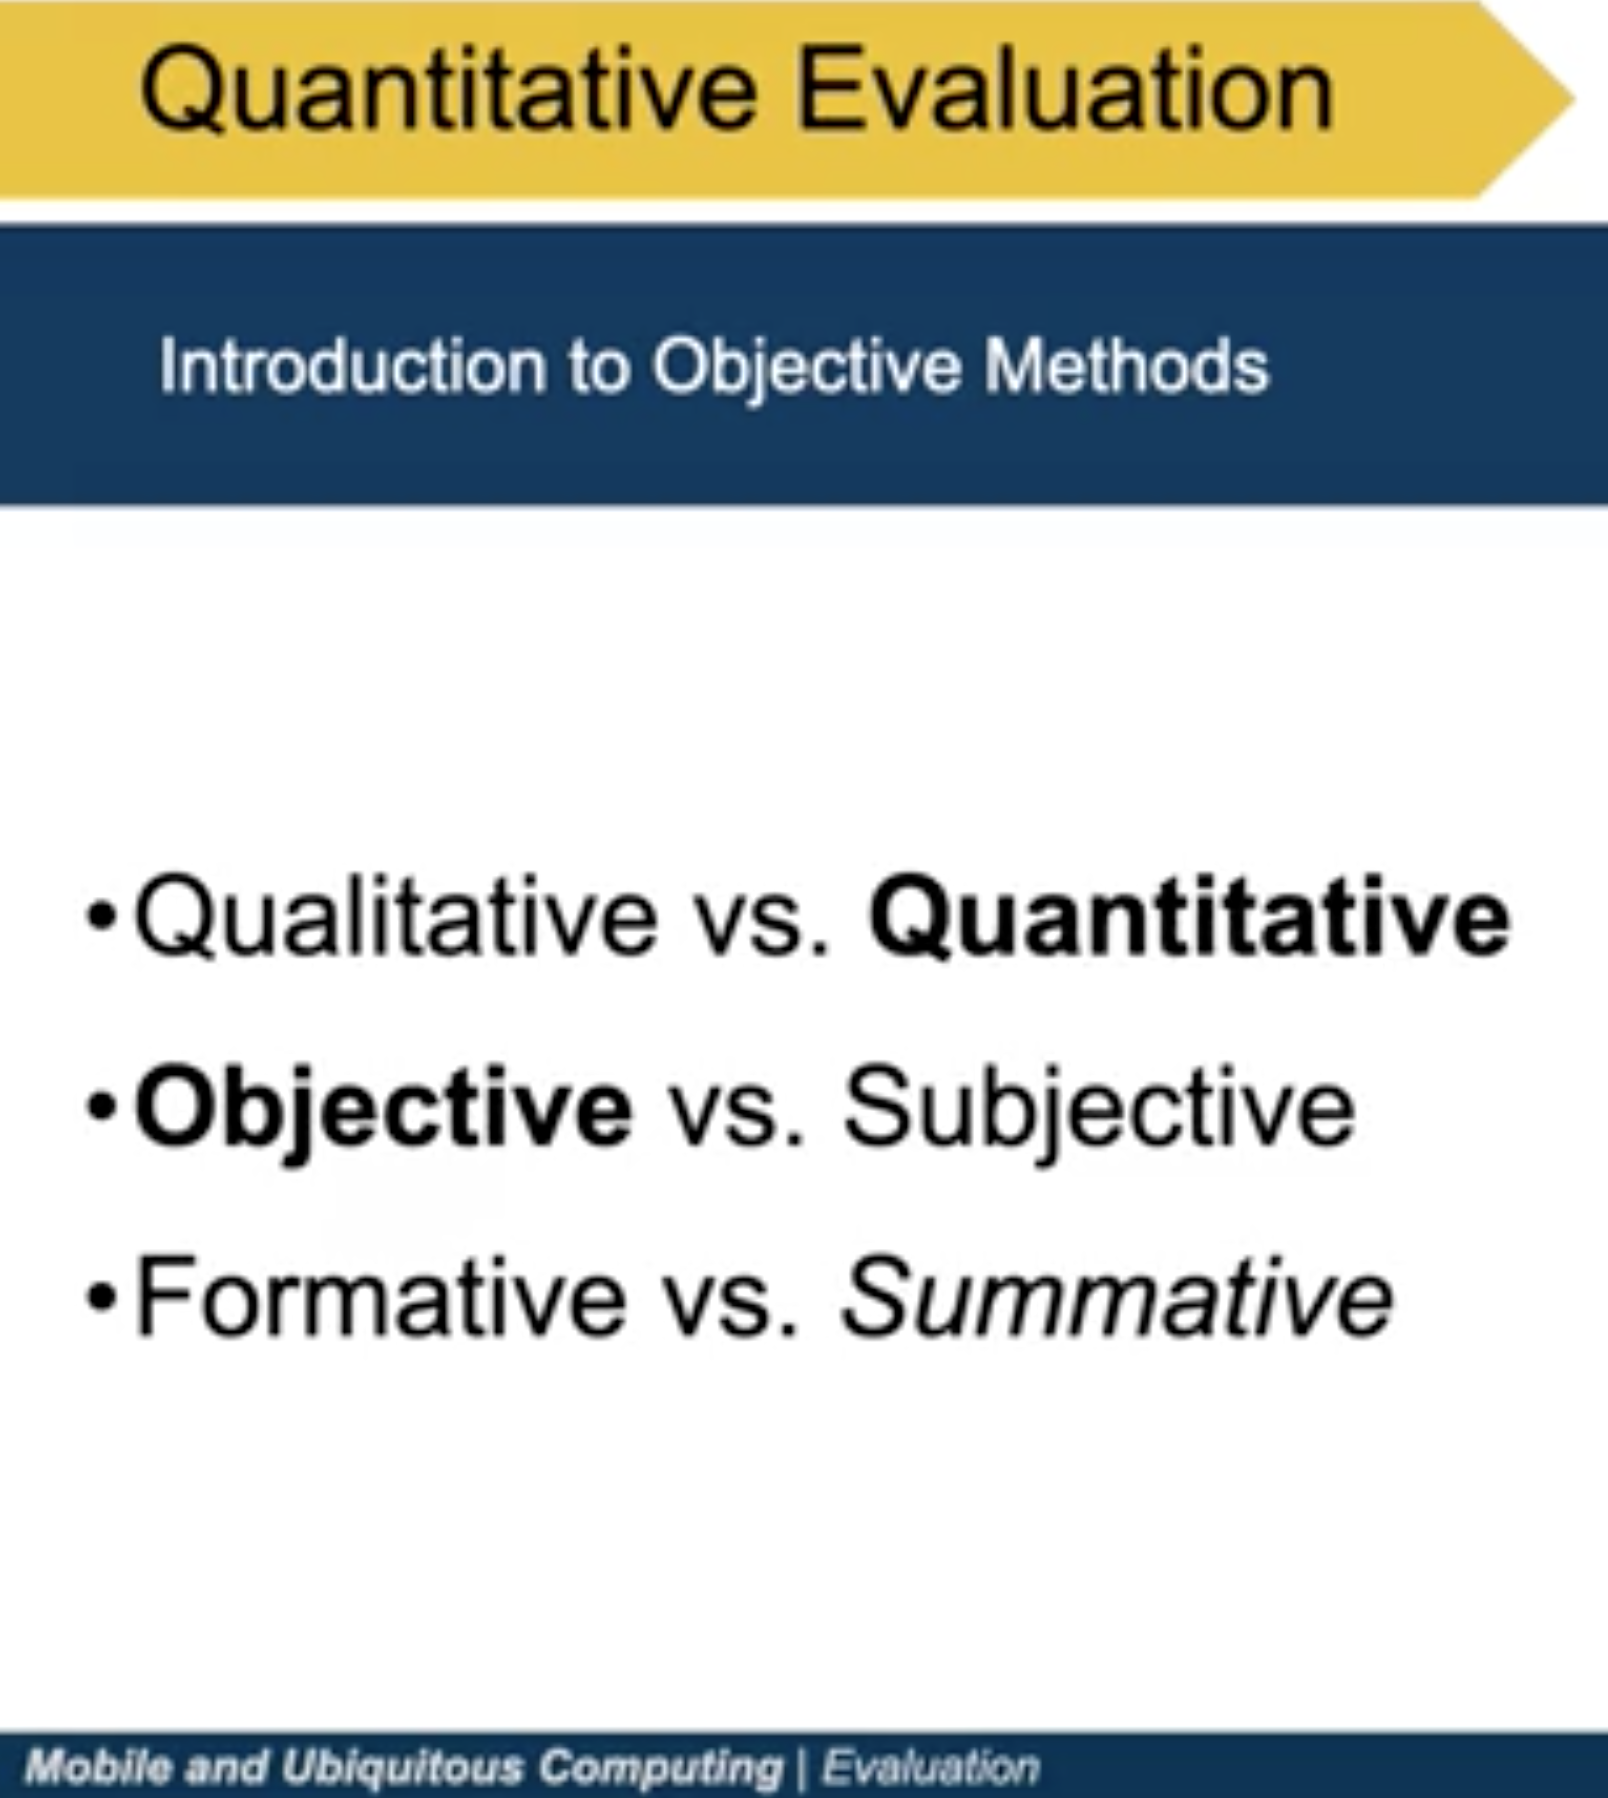 Quantitative Evaluation
Introduction to Objective Methods
•Qualitative vs. Quantitative
•Objective vs. Subjective
•Formative vs. Summative
Mobile and Ubiquitous Computing | Evaluation